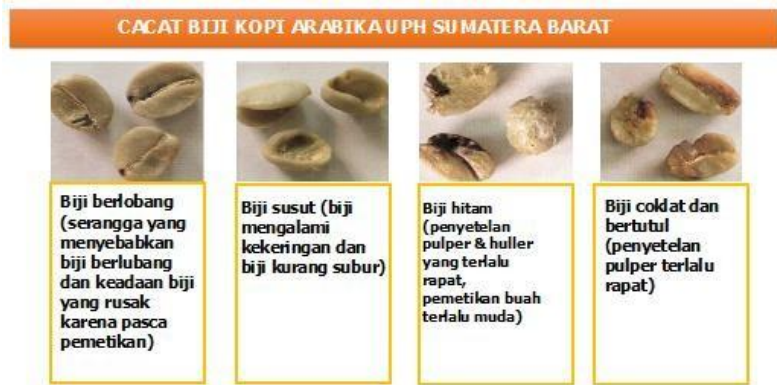 CACAT BIJI KOPI ARABIKA UPH SUMATERA BARAT
Biji berlobang
(serangga yang
menyebabkan
biji berlubang
dan keadaan biji
yang rusak
karena pasca
pemetikan)
Biji susut (biji
mengalami
kekeringan dan
biji kurang subur)
Biji hitam
(penyetelan
pulper & huller
yang terlalu
rapat,
pemetikan buah
terlalu muda)
Biji coklat dan
bertutul
(penyetelan
pulper terlalu
rapat)